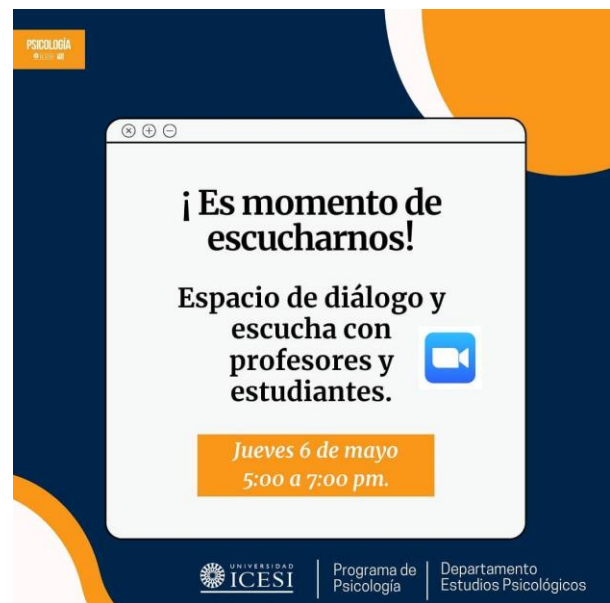 PSICOLOGÍA
¡Es momento de
escucharnos!
Espacio de diálogo y
escucha con
profesores y
estudiantes.
Jueves 6 de mayo
5:00 a 7:00 pm.
UNIVERSIDAD
ICESI
Programa de
Psicología
Departamento
Estudios Psicológicos